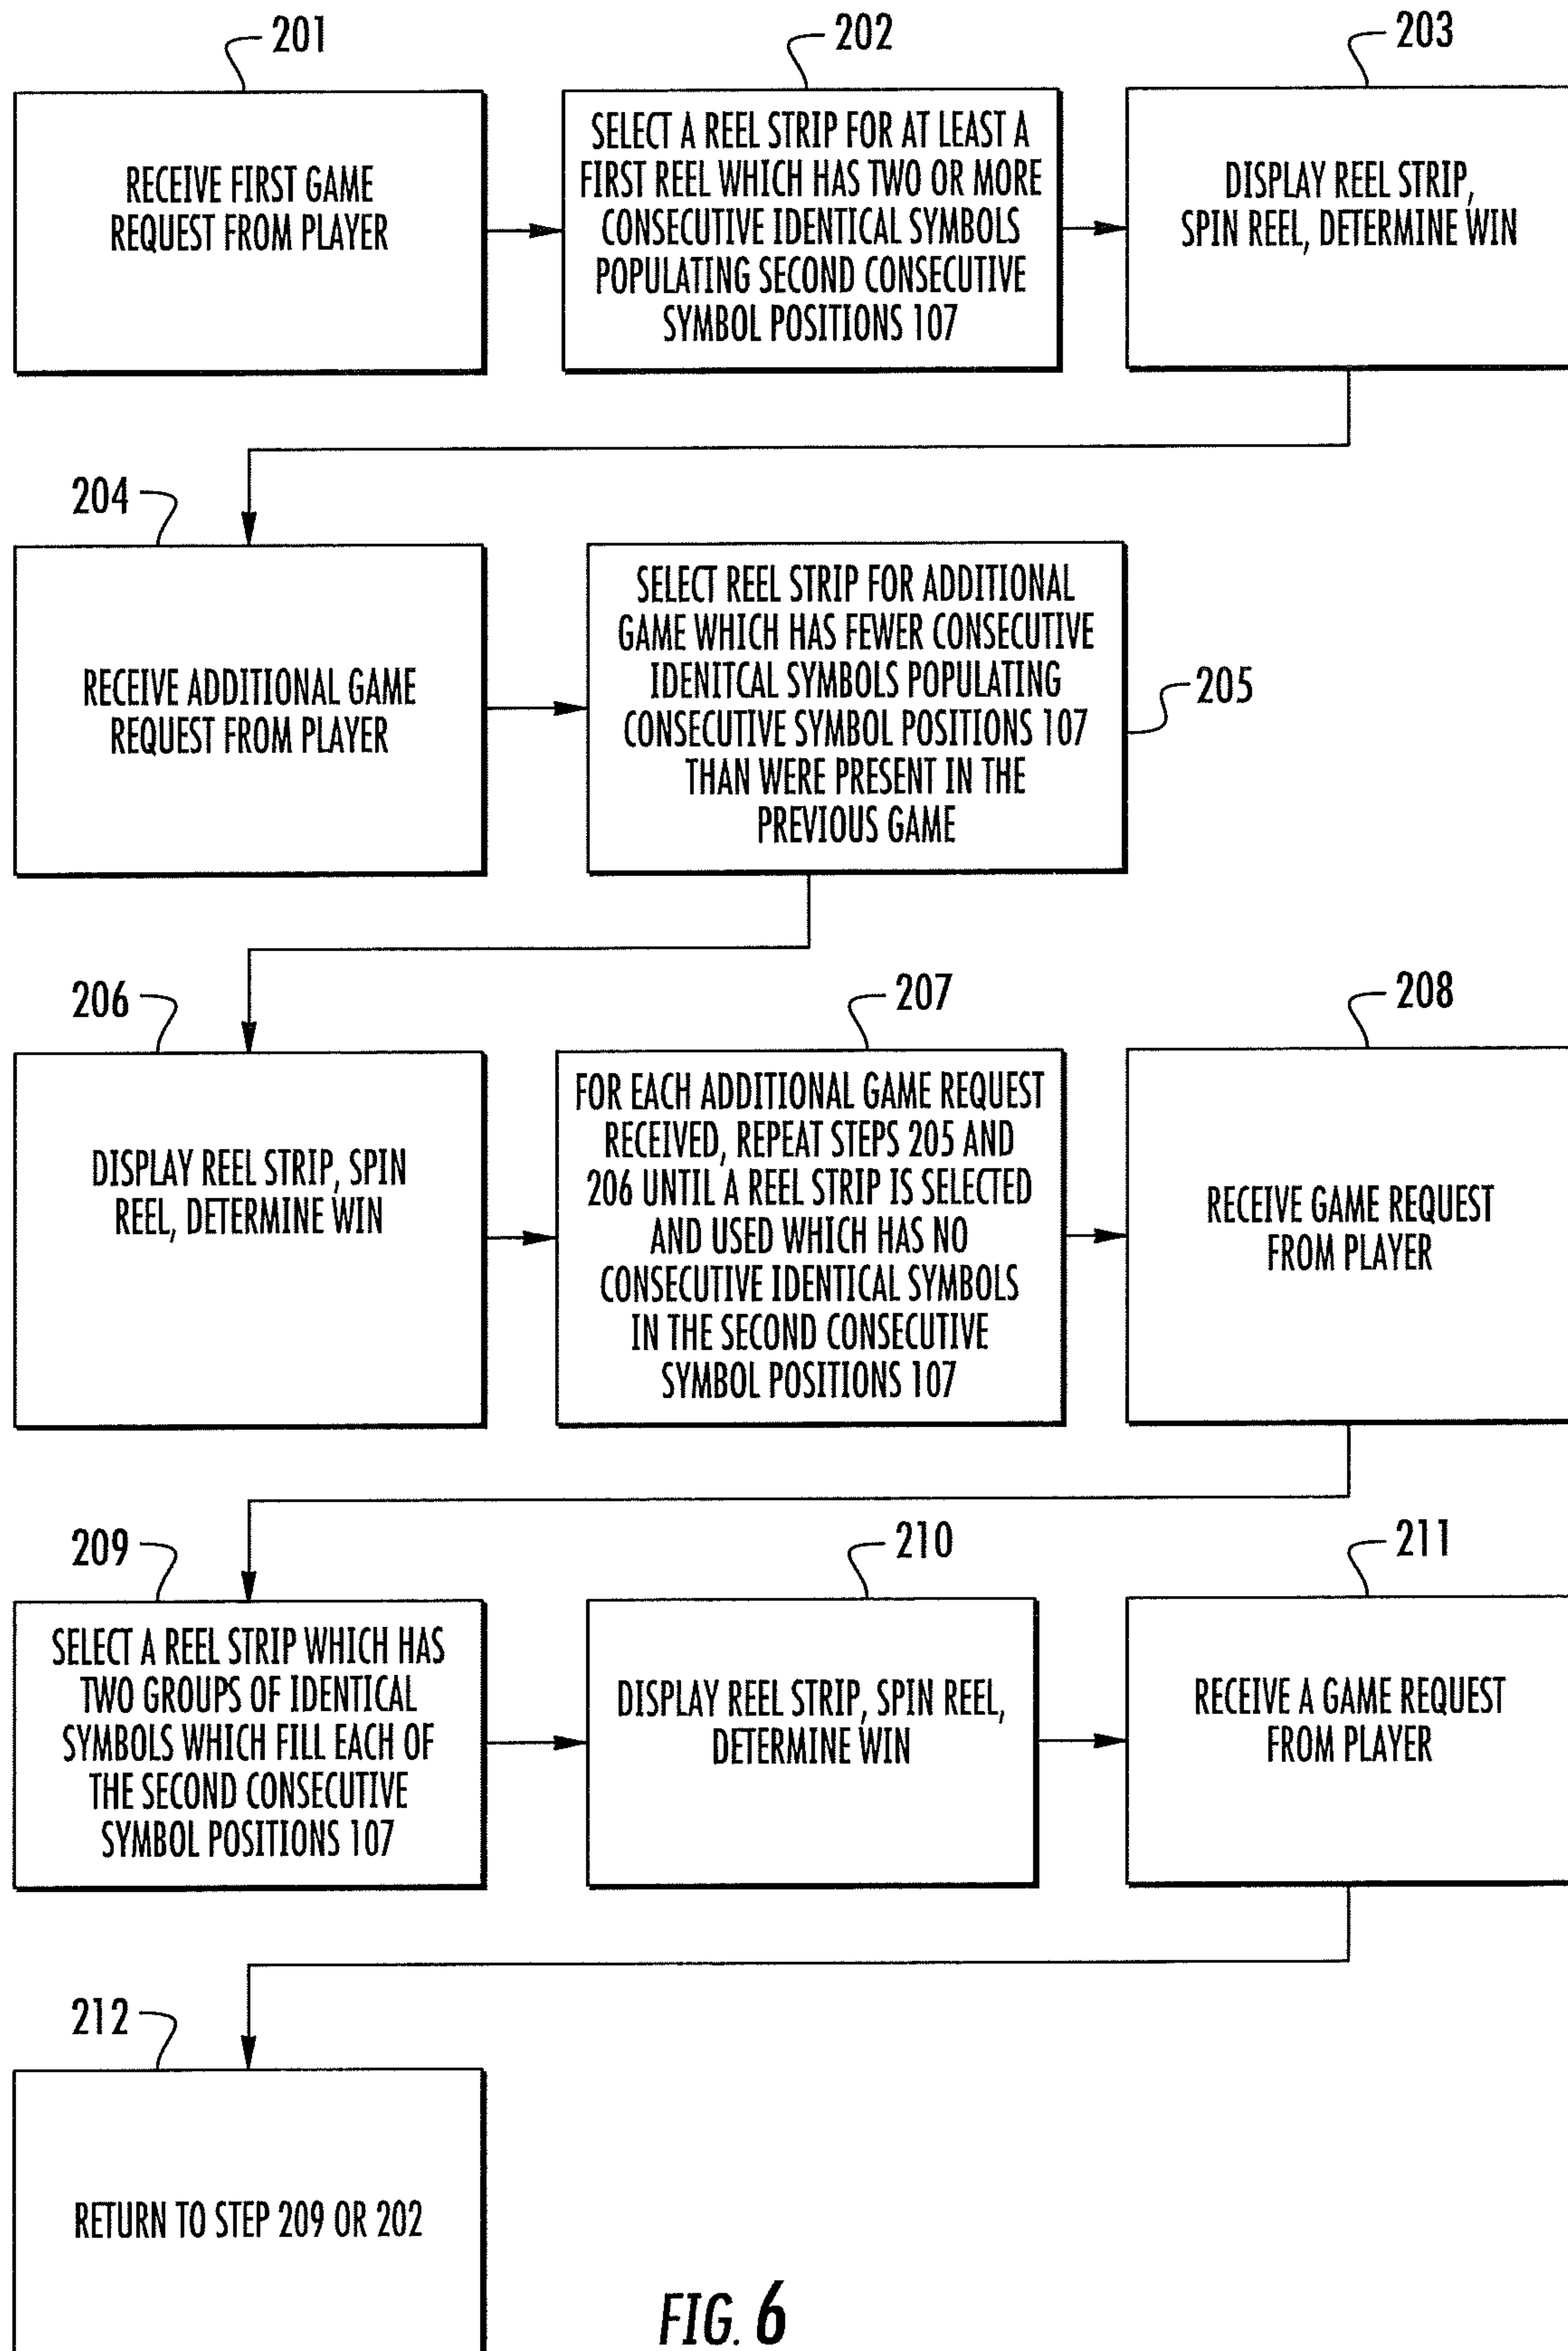 201
RECEIVE FIRST GAME
REQUEST FROM PLAYER
202
SELECT A REEL STRIP FOR AT LEAST A
FIRST REEL WHICH HAS TWO OR MORE
CONSECUTIVE IDENTICAL SYMBOLS
POPULATING SECOND CONSECUTIVE
SYMBOL POSITIONS 107
203
DISPLAY REEL STRIP,
SPIN REEL, DETERMINE WIN
204
RECEIVE ADDITIONAL GAME
REQUEST FROM PLAYER
SELECT REEL STRIP FOR ADDITIONAL
GAME WHICH HAS FEWER CONSECUTIVE
IDENITCAL SYMBOLS POPULATING
CONSECUTIVE SYMBOL POSITIONS 107
THAN WERE PRESENT IN THE
PREVIOUS GAME
205
206
DISPLAY REEL STRIP, SPIN
REEL, DETERMINE WIN
207
FOR EACH ADDITIONAL GAME REQUEST
RECEIVED, REPEAT STEPS 205 AND
206 UNTIL A REEL STRIP IS SELECTED
AND USED WHICH HAS NO
CONSECUTIVE IDENTICAL SYMBOLS
IN THE SECOND CONSECUTIVE
SYMBOL POSITIONS 107
208
RECEIVE GAME REQUEST
FROM PLAYER
209
SELECT A REEL STRIP WHICH HAS
TWO GROUPS OF IDENTICAL
SYMBOLS WHICH FILL EACH OF
THE SECOND CONSECUTIVE
SYMBOL POSITIONS 107
210
DISPLAY REEL STRIP, SPIN REEL,
DETERMINE WIN
211
RECEIVE A GAME REQUEST
FROM PLAYER
212
RETURN TO STEP 209 OR 202
FIG. 6